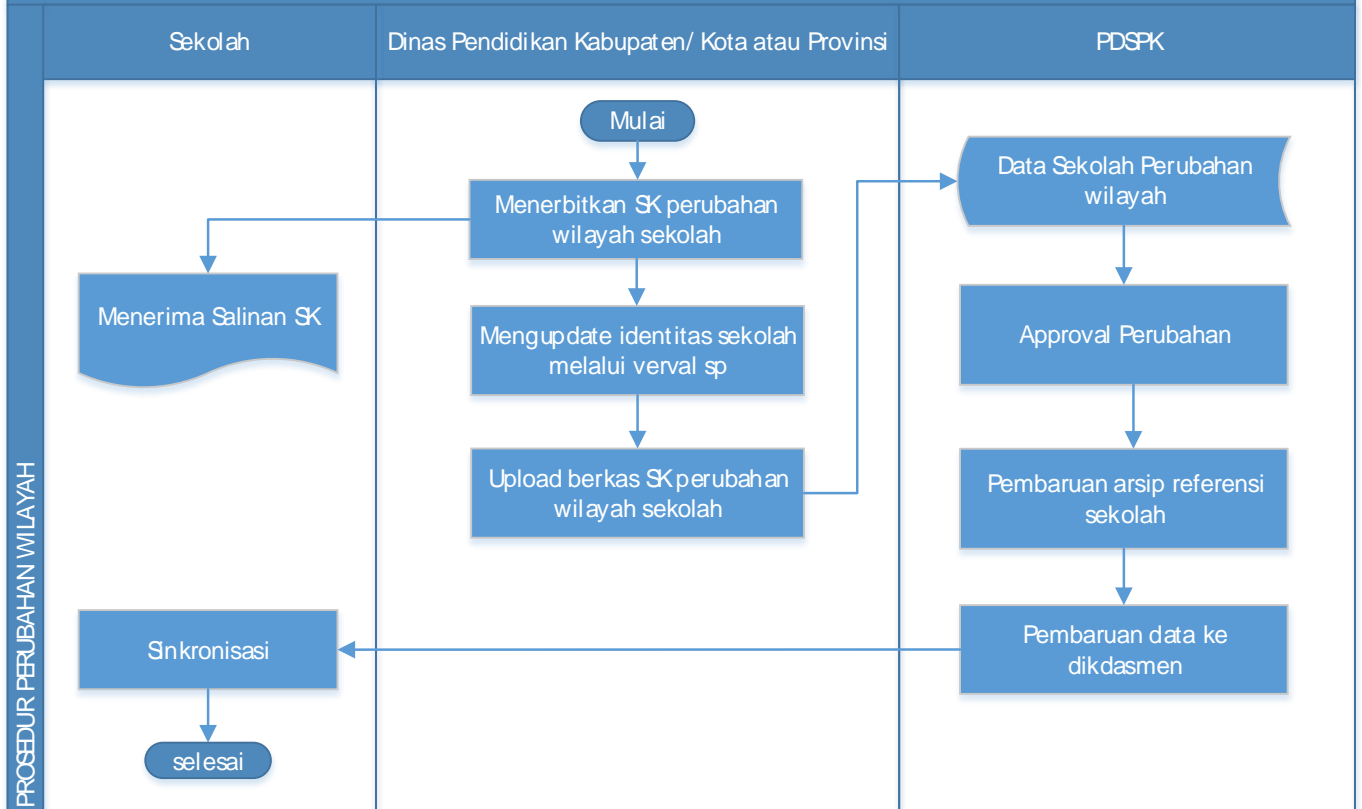 Sekolah
Dinas Pendidikan Kabupaten/ Kota atau Provinsi
PDSPK
PROSEDUR PERUBAHAN WILAYAH
Mulai
Menerbitkan SK perubahan
wilayah sekolah
Menerima Salinan SK
Mengupdate identitas sekolah
melalui verval sp
Upload berkas SK perubahan
wilayah sekolah
Data Sekolah Perubahan
wilayah
Approval Perubahan
Pembaruan arsip referensi
sekolah
Pembaruan data ke
dikdasmen
Sinkronisasi
selesai